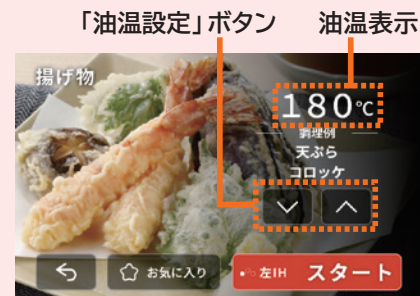 「油温設定」ボタン 油温表示
揚げ物
180℃
調理例
天ぷら
コロッケ
お気に入り
左IH スタート